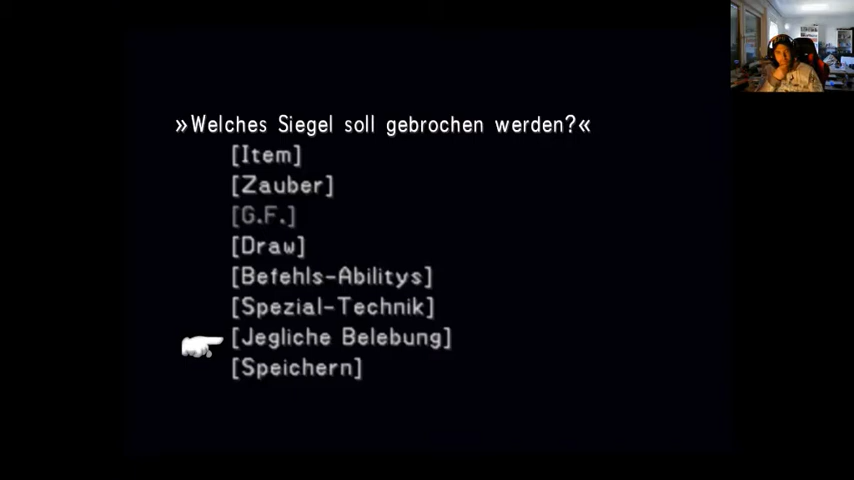 »Welches Siegel soll gebrochen werden?«
[Item]
[Zauber]
[G.F.]
[Draw]
[Befehls-Abilitys]
[Spezial-Technik]
[Jegliche Belebung]
[Speichern]